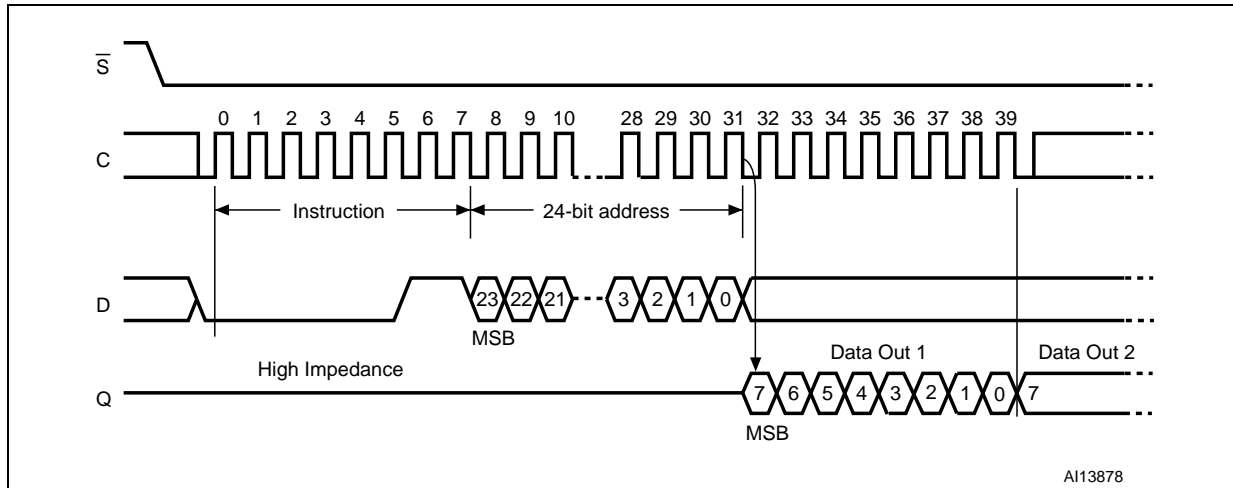 S
0 1 2 3 4 5 6 7 8 9 10 28 29 30 31 32 33 34 35 36 37 38 39
C
Instruction 24-bit address
D
23 22 21 3 2 1 0
MSB
High Impedance
Data Out 1 Data Out 2
Q
7 6 5 4 3 2 1 0 7
MSB
AI13878